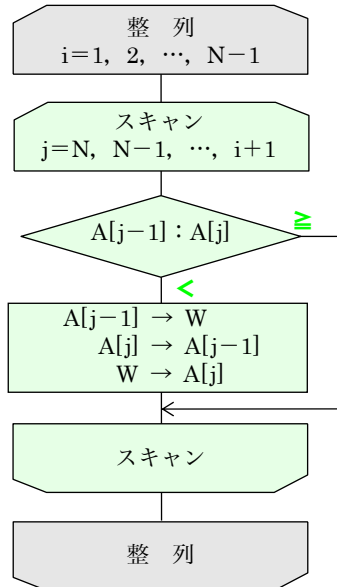 整　列
i＝1, 2, …, N−1
スキャン
j＝N, N−1, …, i＋1
A[j−1]：A[j]
≧
＜
A[j−1] → W
A[j] → A[j−1]
W → A[j]
スキャン
整　列